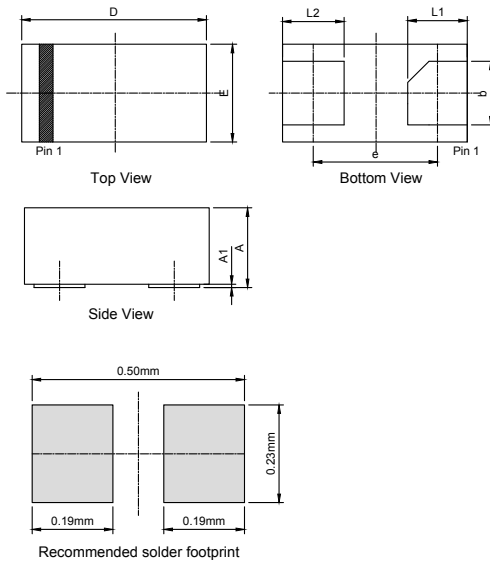 D
L2
L1
E
b
Pin 1
e
Pin 1
Top View
Bottom View
A1
A
Side View
0.50mm
0.23mm
0.19mm
0.19mm
Recommended solder footprint